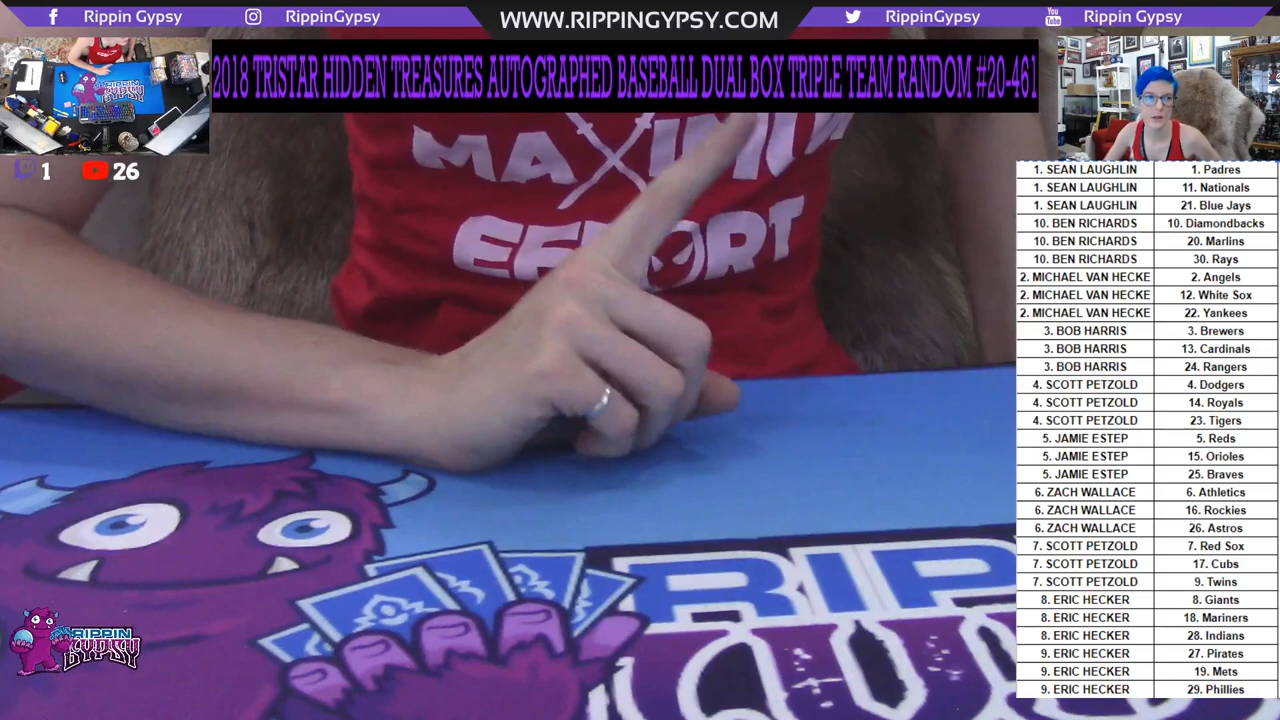 Rippin Gypsy
RippinGypsy
WWW.RIPPINGYPSY.COM
RippinGypsy
You Tube
Rippin Gypsy
2018 TRISTAR HIDDEN TREASURES AUTOGRAPHED BASEBALL DUAL BOX TRIPLE TEAM RANDOM #20-461
1
26
1. SEAN LAUGHLIN 1. Padres
1. SEAN LAUGHLIN 11. Nationals
1. SEAN LAUGHLIN 21. Blue Jays
10. BEN RICHARDS 10. Diamondbacks
10. BEN RICHARDS 20. Marlins
10. BEN RICHARDS 30. Rays
2. MICHAEL VAN HECKE 2. Angels
2. MICHAEL VAN HECKE 12. White Sox
2. MICHAEL VAN HECKE 22. Yankees
3. BOB HARRIS 3. Brewers
3. BOB HARRIS 13. Cardinals
3. BOB HARRIS 24. Rangers
4. SCOTT PETZOLD 4. Dodgers
4. SCOTT PETZOLD 14. Royals
4. SCOTT PETZOLD 23. Tigers
5. JAMIE ESTEP 5. Reds
5. JAMIE ESTEP 15. Orioles
5. JAMIE ESTEP 25. Braves
6. ZACH WALLACE 6. Athletics
6. ZACH WALLACE 16. Rockies
6. ZACH WALLACE 26. Astros
7. SCOTT PETZOLD 7. Red Sox
7. SCOTT PETZOLD 17. Cubs
7. SCOTT PETZOLD 9. Twins
8. ERIC HECKER 8. Giants
8. ERIC HECKER 18. Mariners
8. ERIC HECKER 28. Indians
9. ERIC HECKER 27. Pirates
9. ERIC HECKER 19. Mets
9. ERIC HECKER 29. Phillies
RIPPIN
GYPSY
RIP